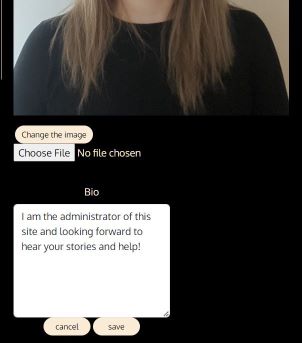 Change the image
Choose File No file chosen
Bio
I am the administrator of this
site and looking forward to
hear your stories and help!
cancel save